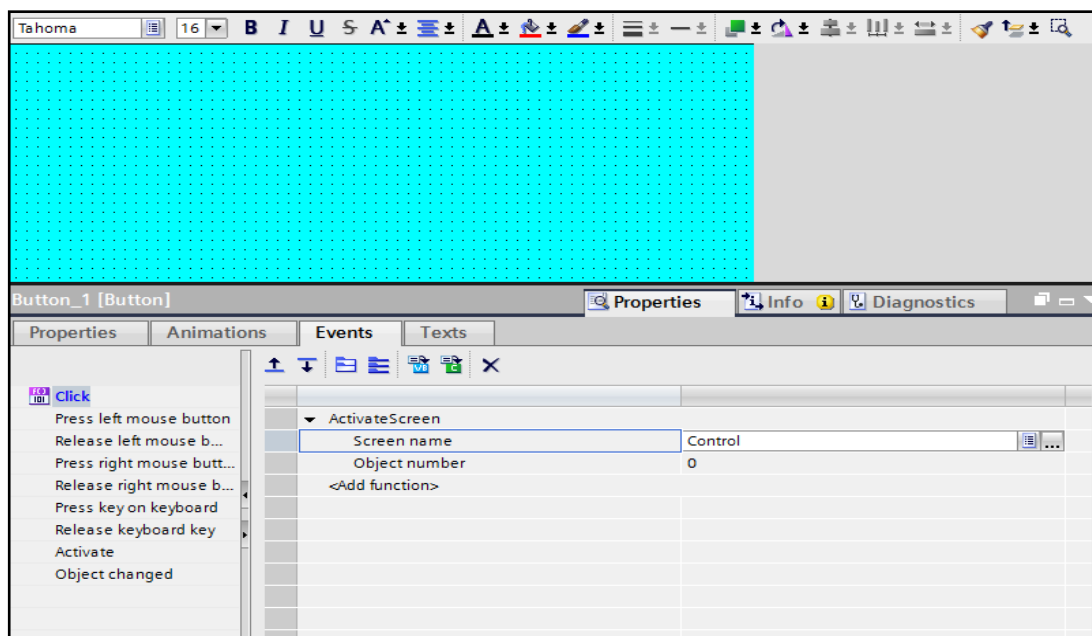 Tahoma 16 B I U S A A
Button_1 [Button] Properties Info Diagnostics
Properties Animations Events Texts
Click
Press left mouse button ActivateScreen
Release left mouse b... Screen name Control ...
Press right mouse butt... Object number 0
Release right mouse b... <Add function>
Press key on keyboard
Release keyboard key
Activate
Object changed